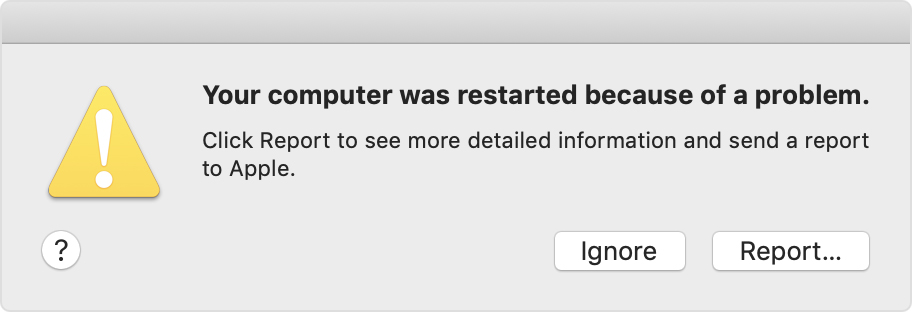 Your computer was restarted because of a problem.
Click Report to see more detailed information and send a report
to Apple.
?
Ignore
Report...